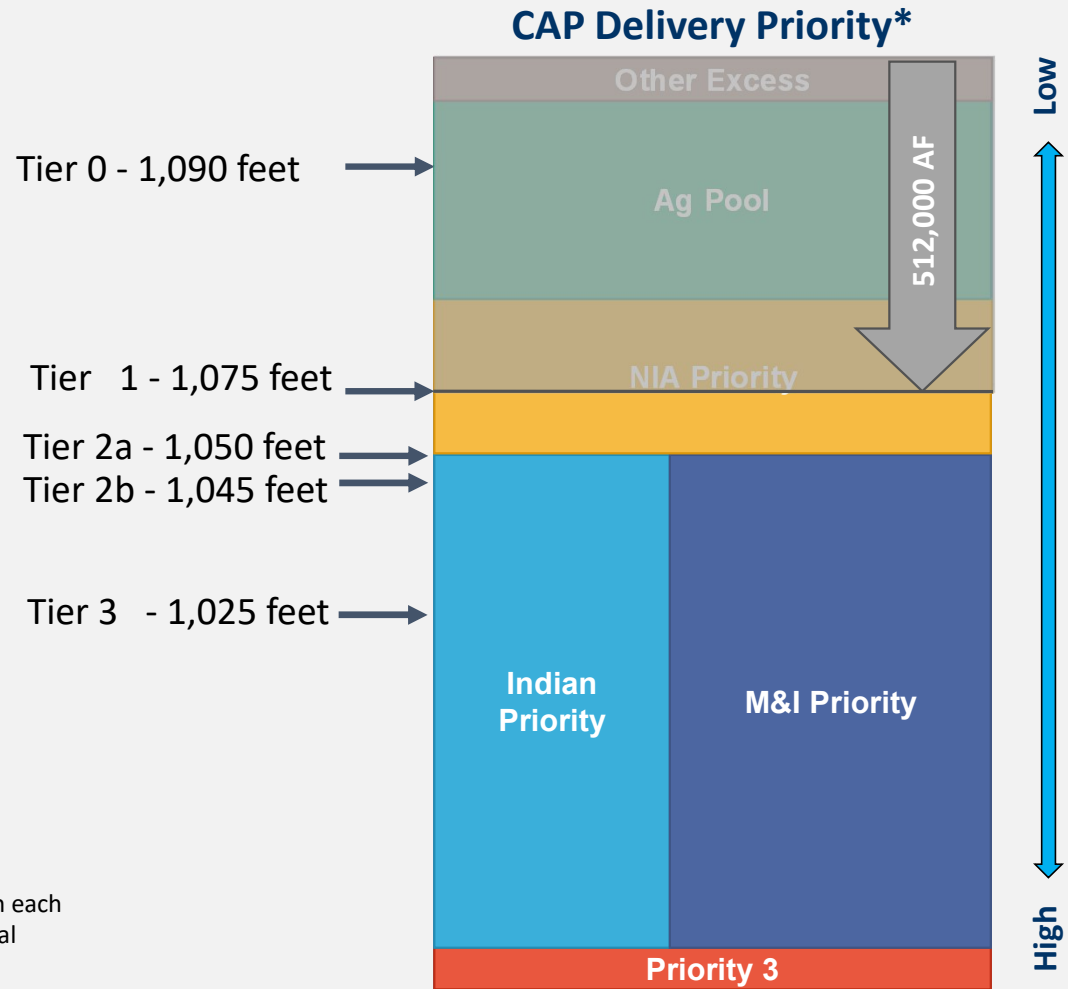 CAP Delivery Priority*
Other Excess
Low
Tier 0 - 1,090 feet
512,000 AF
Ag Pool
Tier 1 - 1,075 feet
NIA Priority
Tier 2a - 1,050 feet
Tier 2b - 1,045 feet
Tier 3 - 1,025 feet
Indian
Priority
M&I Priority
each
High
Priority 3